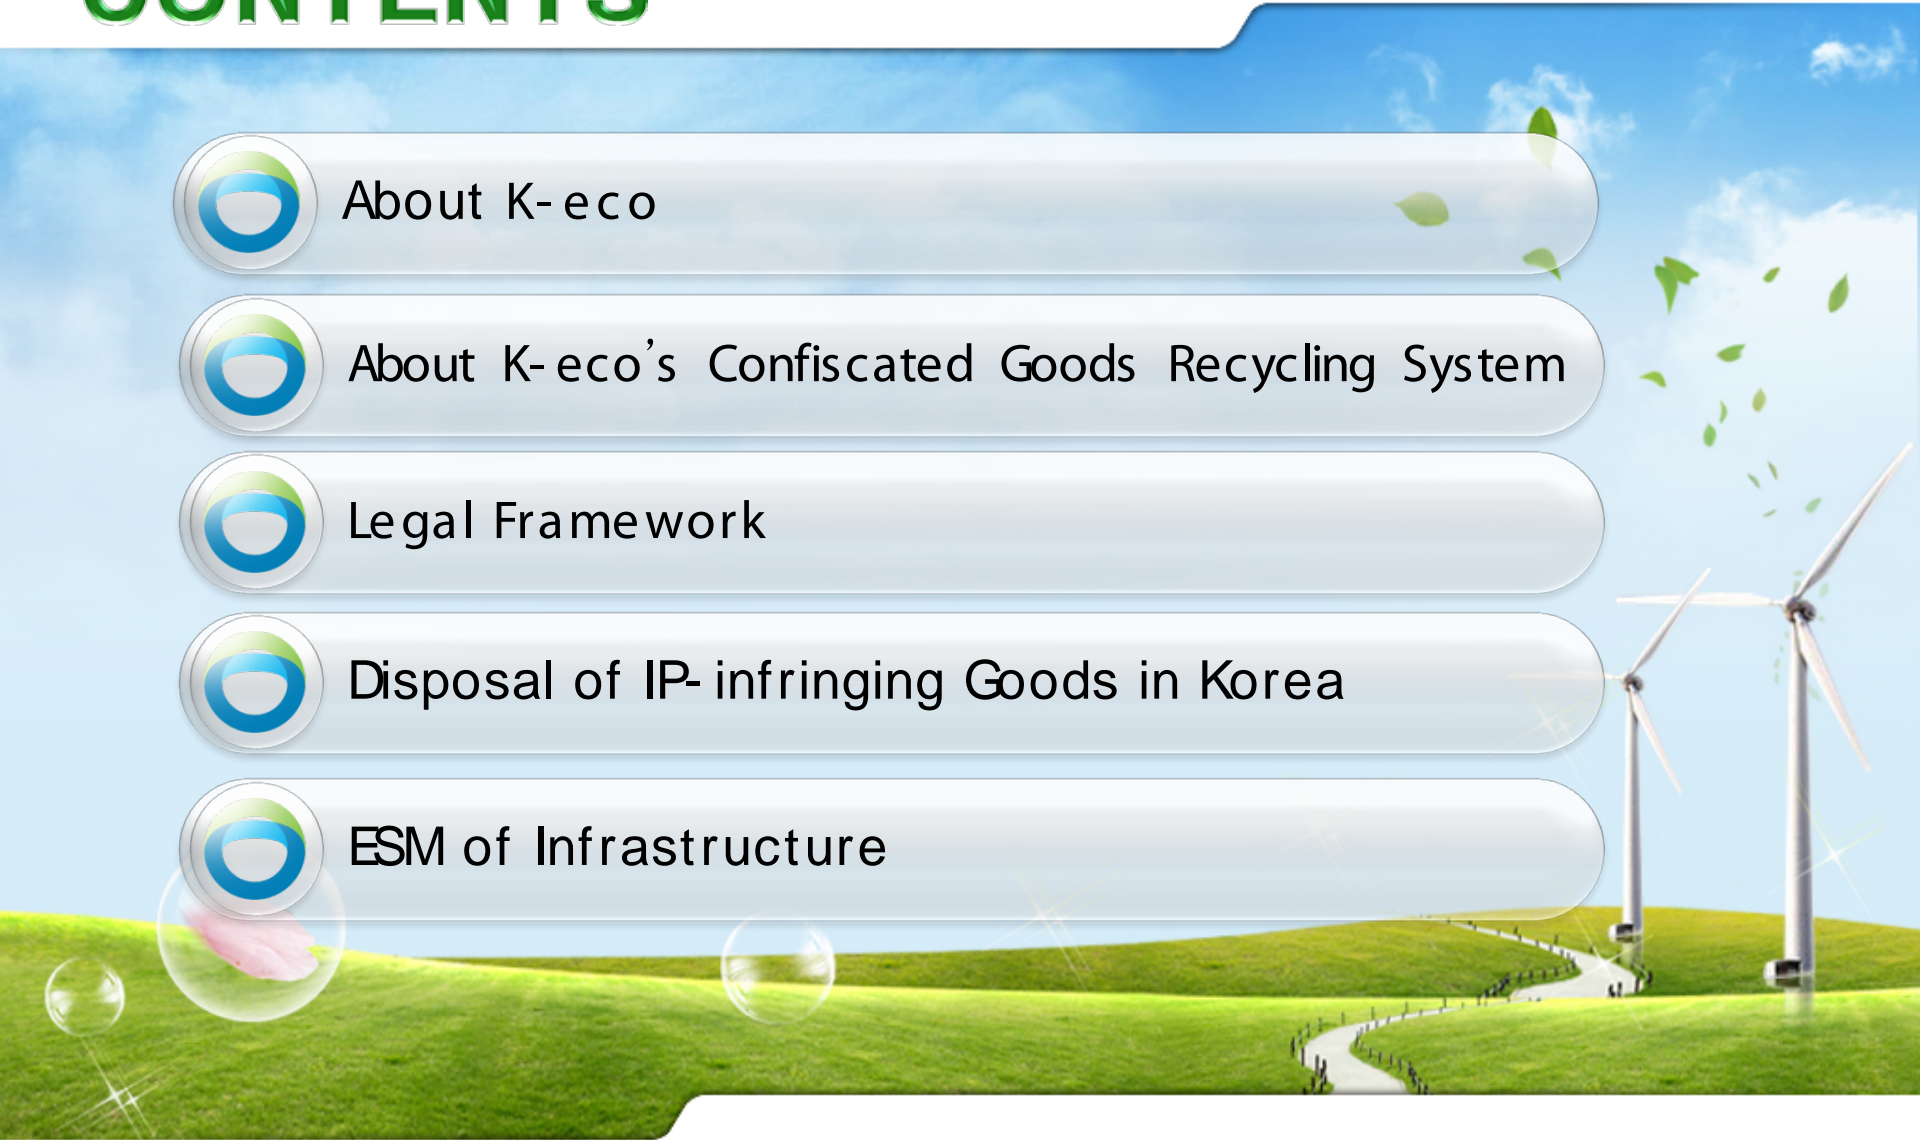 CONTENTS
About K-eco
About K-eco’s Confiscated Goods Recycling System
Legal Framework
Disposal of IP-infringing Goods in Korea
ESM of Infrastructure